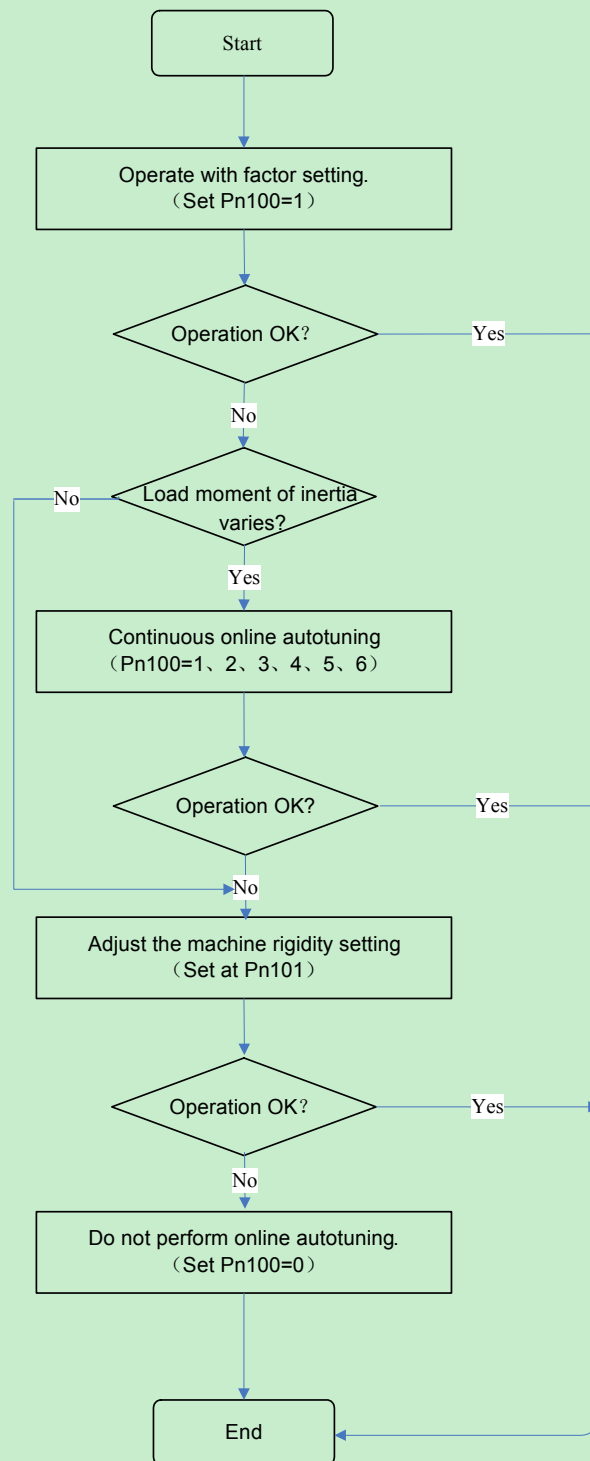 Start
Operate with factor setting.
（Set Pn100=1）
Operation OK？
Yes
No
Load moment of inertia
varies?
No
Yes
Continuous online autotuning
（Pn100=1、2、3、4、5、6）
Operation OK?
Yes
No
Adjust the machine rigidity setting
（Set at Pn101）
Operation OK？
Yes
No
Do not perform online autotuning.
（Set Pn100=0）
End